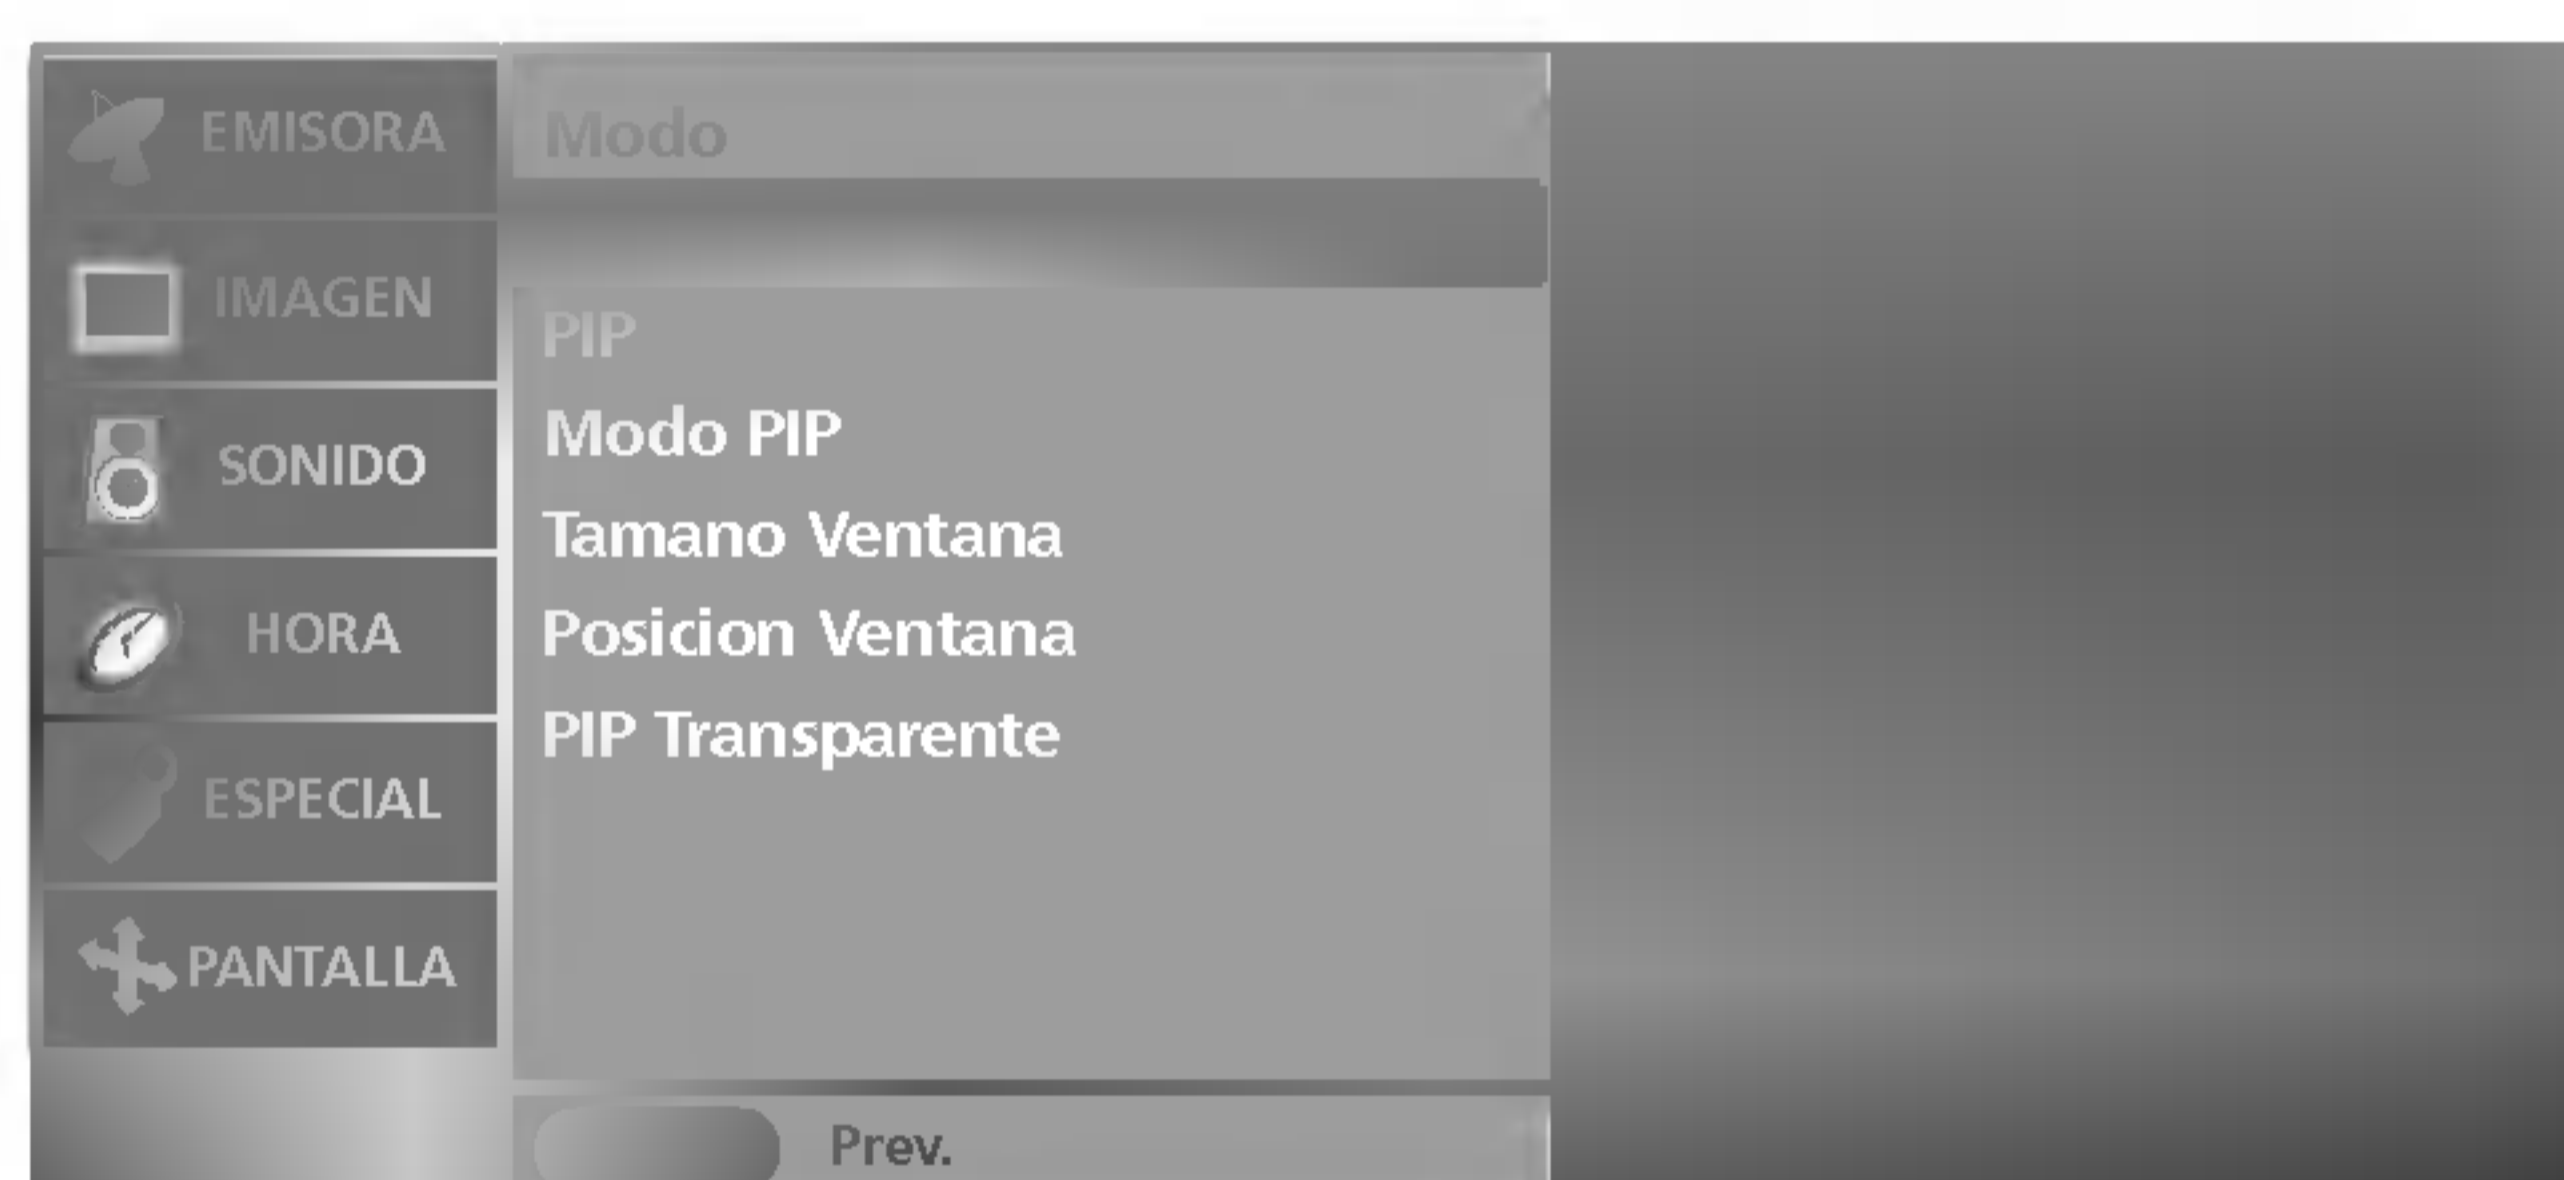 EMISORA
IMAGEN
SONIDO
HORA
ESPECIAL
PANTALLA
Modo
PIP
Modo PIP
Tamano Ventana
Posicion Ventana
PIP Transparente
Prev.